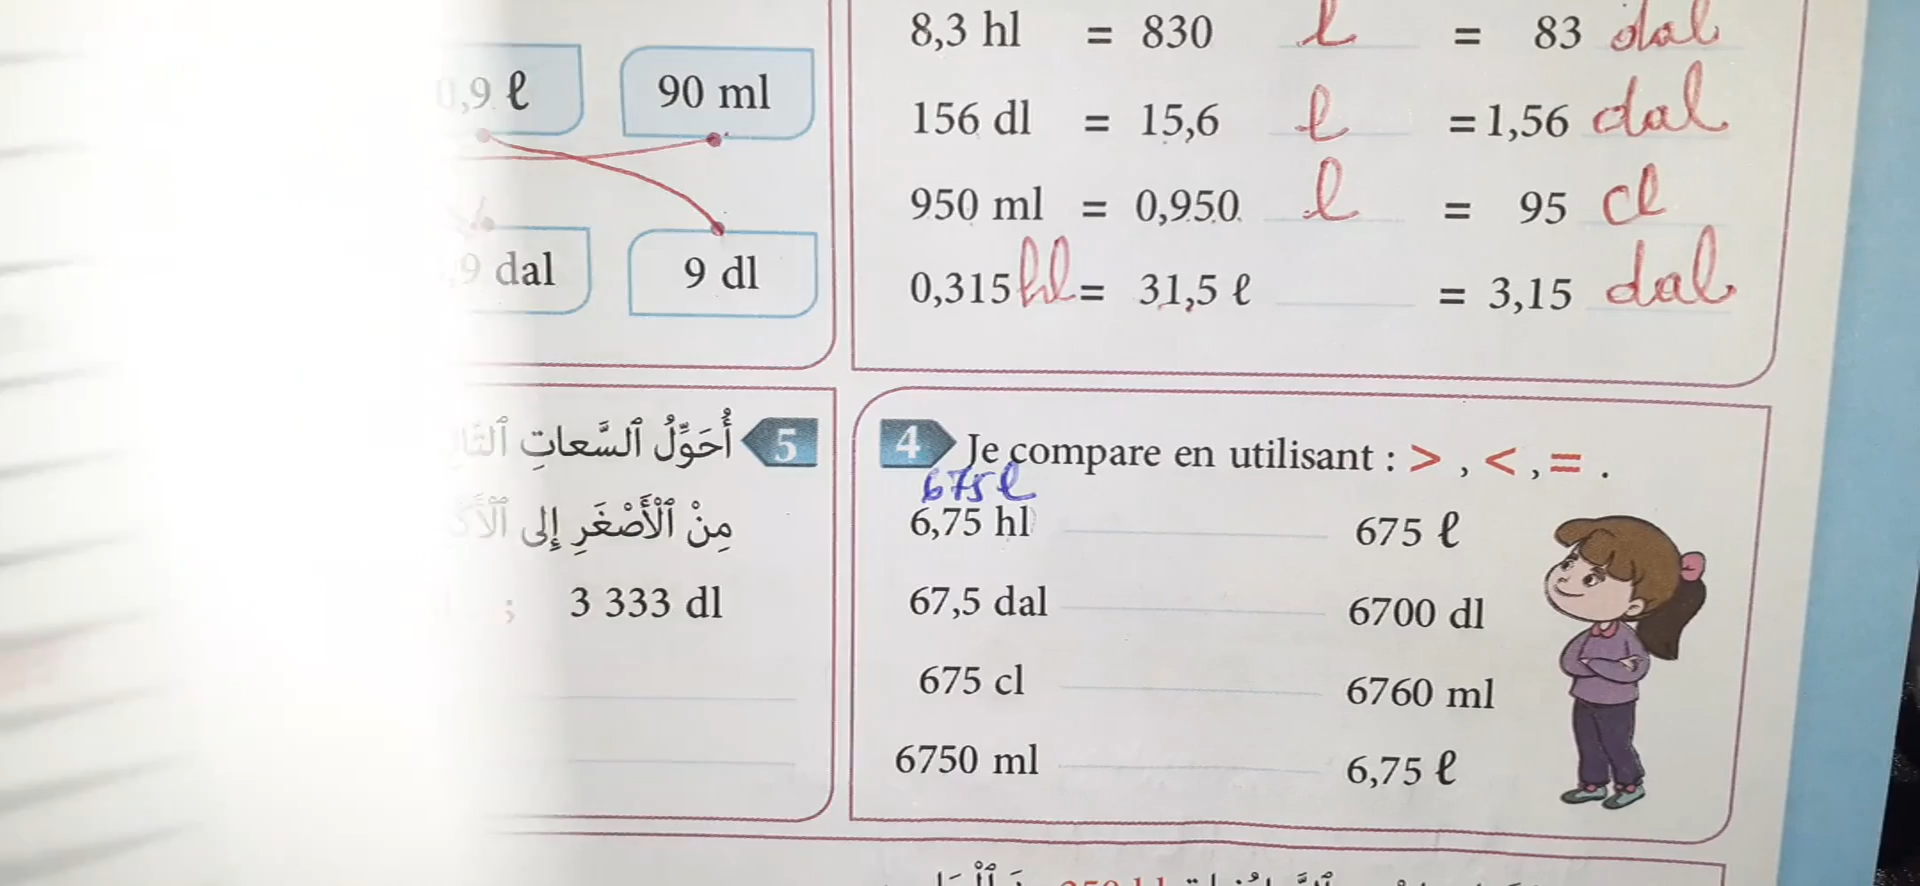 8,3 hl = 830 l = 83 dal
156 dl = 15,6 l = 1,56 dal
950 ml = 0,950 l = 95 cl
0,315 hl = 31,5 ℓ = 3,15 dal
,9 ℓ
90 ml
9 dal
9 dl
4 Je compare en utilisant : > , < , = .
675 l
6,75 hl 675 ℓ
67,5 dal 6700 dl
675 cl 6760 ml
6750 ml 6,75 ℓ
5 أُحَوِّلُ ٱلسَّعاتِ
مِنْ ٱلْأَصْغَرِ إِلى
; 3 333 dl